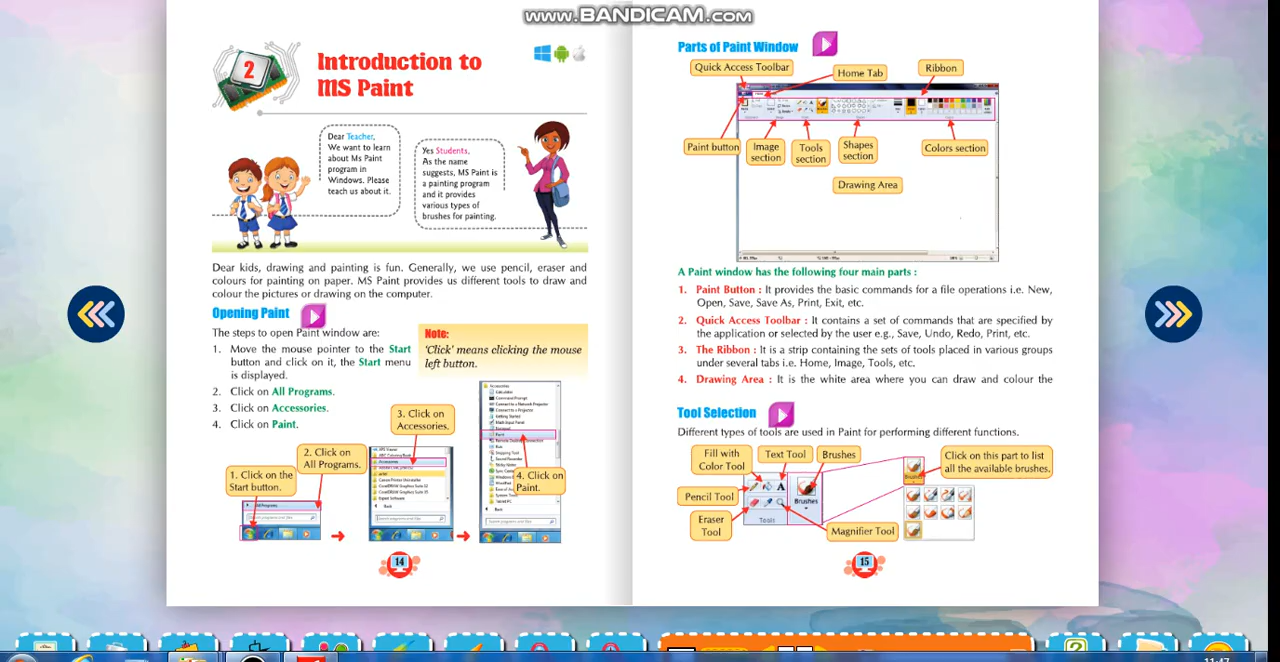 www.BANDICAM.com
2
Introduction to
MS Paint
Dear Teacher,
We want to learn
about Ms Paint
program in
Windows. Please
teach us about it.
Yes Students,
As the name
suggests, MS Paint is
a painting program
and it provides
various types of
brushes for painting.
Dear kids, drawing and painting is fun. Generally, we use pencil, eraser and
colours for painting on paper. MS Paint provides us different tools to draw and
colour the pictures or drawing on the computer.
Opening Paint
The steps to open Paint window are:
1. Move the mouse pointer to the Start
button and click on it, the Start menu
is displayed.
2. Click on All Programs.
3. Click on Accessories.
4. Click on Paint.
Note:
'Click' means clicking the mouse
left button.
1. Click on the
Start button.
2. Click on
All Programs.
3. Click on
Accessories.
4. Click on
Paint.
14
Parts of Paint Window
Quick Access Toolbar
Home Tab
Ribbon
Paint button
Image
section
Tools
section
Shapes
section
Colors section
Drawing Area
A Paint window has the following four main parts :
1. Paint Button : It provides the basic commands for a file operations i.e. New,
Open, Save, Save As, Print, Exit, etc.
2. Quick Access Toolbar : It contains a set of commands that are specified by
the application or selected by the user e.g., Save, Undo, Redo, Print, etc.
3. The Ribbon : It is a strip containing the sets of tools placed in various groups
under several tabs i.e. Home, Image, Tools, etc.
4. Drawing Area : It is the white area where you can draw and colour the
Tool Selection
Different types of tools are used in Paint for performing different functions.
Fill with
Color Tool
Text Tool
Brushes
Click on this part to list
all the available brushes.
Pencil Tool
Eraser
Tool
Magnifier Tool
A
Brushes
Tools
15